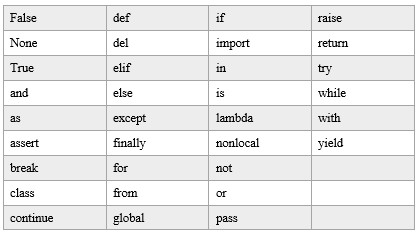 False def if raise
None del import return
True elif in try
and else is while
as except lambda with
assert finally nonlocal yield
break for not
class from or
continue global pass